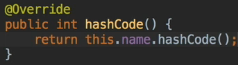 @Override
public int hashCode() {
    return this.name.hashCode();
}